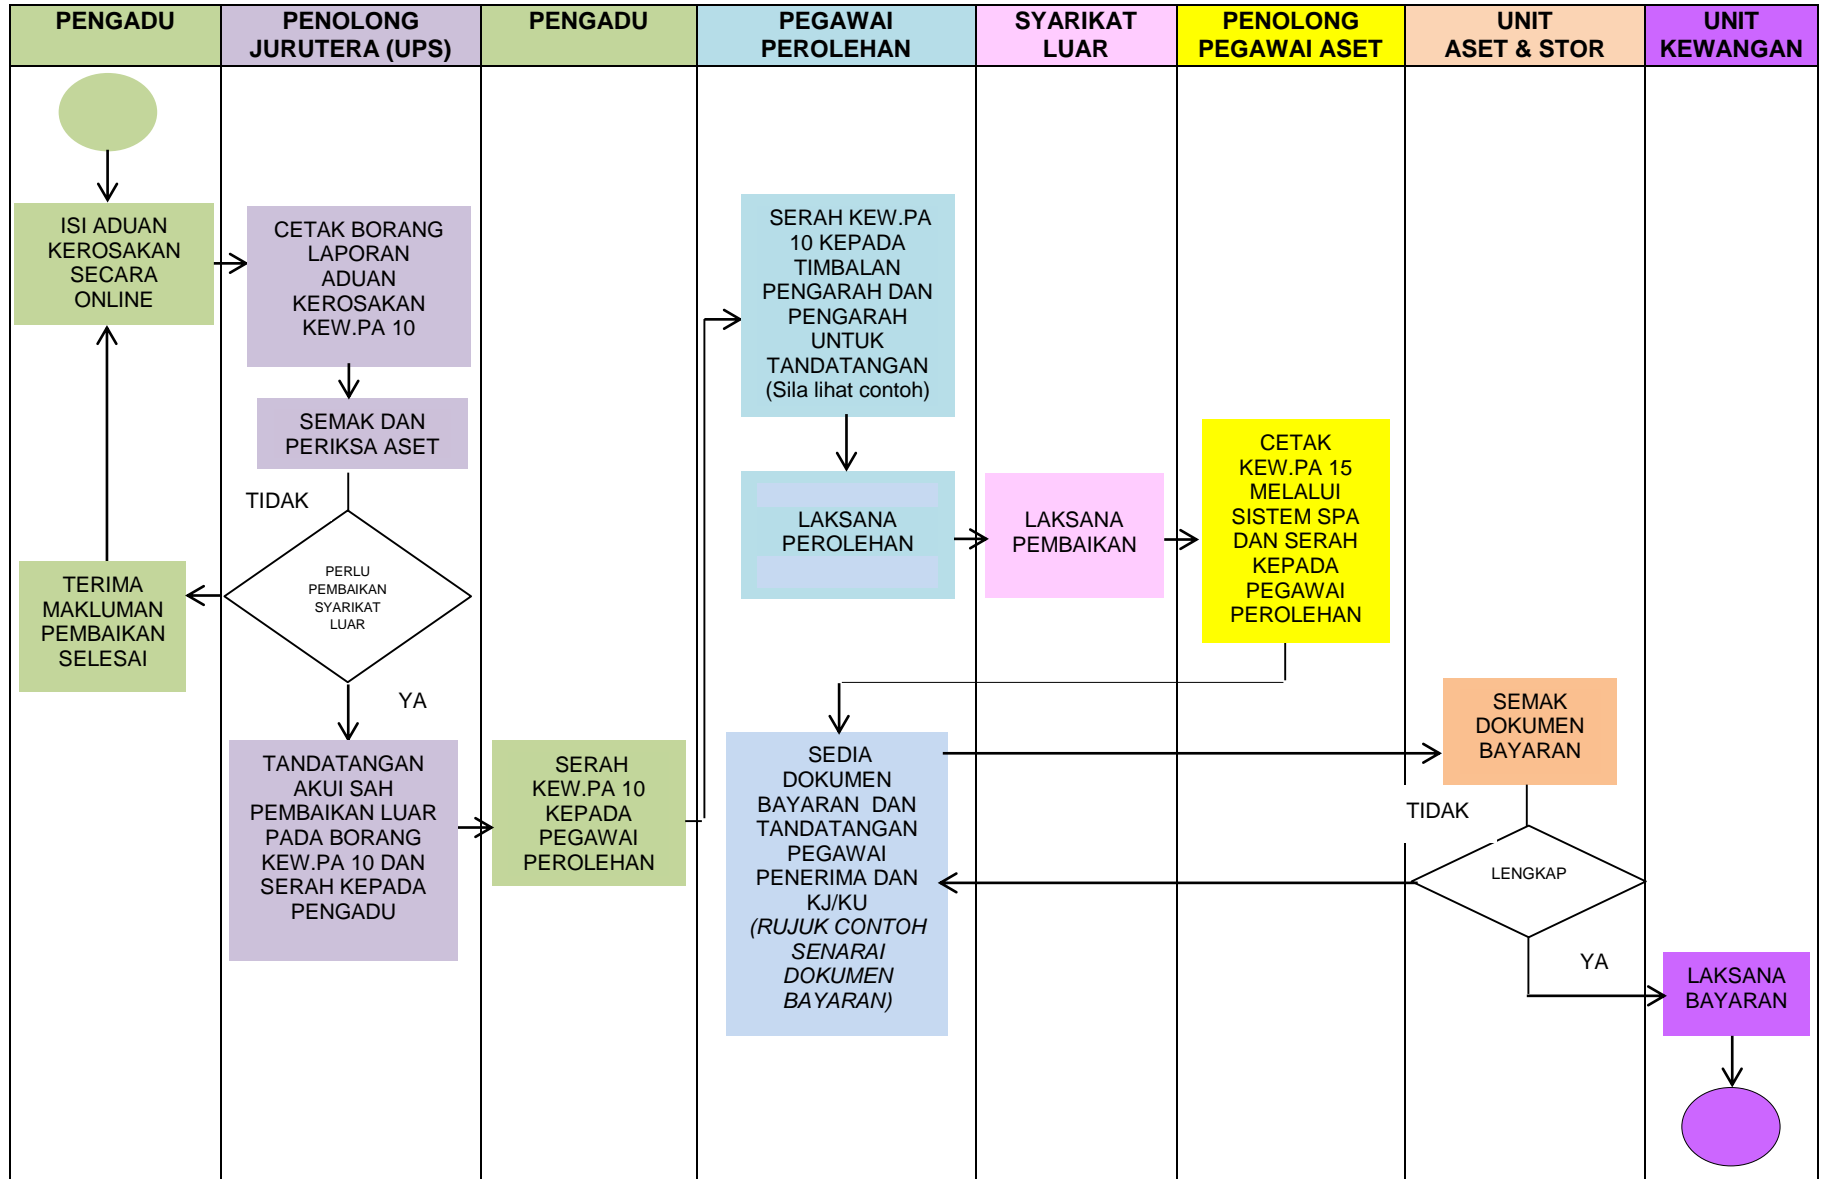 PENGADU
PENOLONG
JURUTERA (UPS)
PENGADU
PEGAWAI
PEROLEHAN
SYARIKAT
LUAR
PENOLONG
PEGAWAI ASET
UNIT
ASET & STOR
UNIT
KEWANGAN
ISI ADUAN
KEROSAKAN
SECARA
ONLINE
TERIMA
MAKLUMAN
PEMBAIKAN
SELESAI
CETAK BORANG
LAPORAN
ADUAN
KEROSAKAN
KEW.PA 10
SEMAK DAN
PERIKSA ASET
TIDAK
PERLU
PEMBAIKAN
SYARIKAT
LUAR
YA
TANDATANGAN
AKUI SAH
PEMBAIKAN LUAR
PADA BORANG
KEW.PA 10 DAN
SERAH KEPADA
PENGADU
SERAH
KEW.PA 10
KEPADA
PEGAWAI
PEROLEHAN
SERAH KEW.PA
10 KEPADA
TIMBALAN
PENGARAH DAN
PENGARAH
UNTUK
TANDATANGAN
(Sila lihat contoh)
LAKSANA
PEROLEHAN
LAKSANA
PEMBAIKAN
CETAK
KEW.PA 15
MELALUI
SISTEM SPA
DAN SERAH
KEPADA
PEGAWAI
PEROLEHAN
SEDIA
DOKUMEN
BAYARAN DAN
TANDATANGAN
PEGAWAI
PENERIMA DAN
KJ/KU
(RUJUK CONTOH
SENARAI
DOKUMEN
BAYARAN)
SEMAK
DOKUMEN
BAYARAN
TIDAK
LENGKAP
YA
LAKSANA
BAYARAN